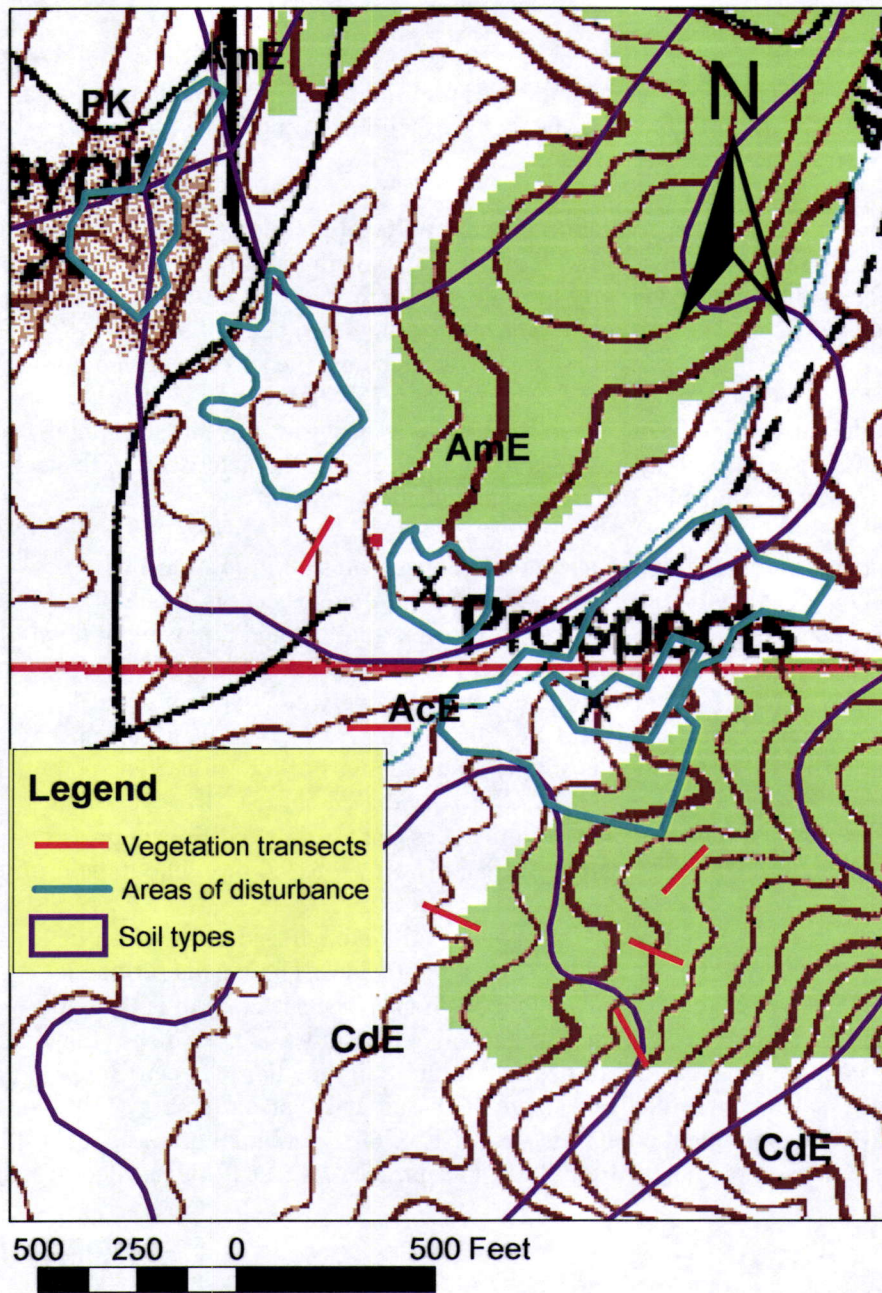 AmE
PK
N
AmE
Prospects
AcE
Legend
Vegetation transects
Areas of disturbance
Soil types
CdE
CdE
500 250 0 500 Feet